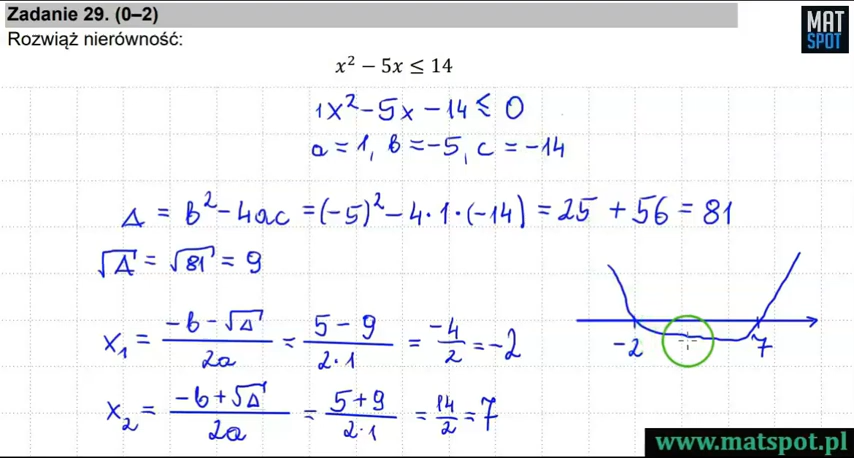 Zadanie 29. (0–2)
MAT
SPOT
Rozwiąż nierówność:
x² − 5x ≤ 14
1x² − 5x − 14 ≤ 0
a = 1, b = −5, c = −14
Δ = b² − 4ac = (−5)² − 4·1·(−14) = 25 + 56 = 81
√Δ = √81 = 9
x₁ = (−b − √Δ)/(2a) = (5 − 9)/(2·1) = (−4)/2 = −2
−2 7
x₂ = (−b + √Δ)/(2a) = (5 + 9)/(2·1) = 14/2 = 7
www.matspot.pl